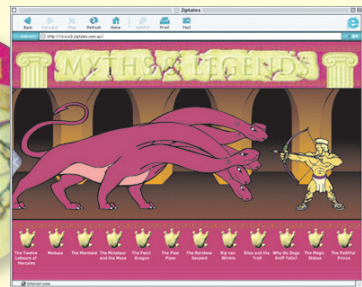 Ziptales
Back Forward Stop Refresh Home AutoFill Print Mail
http://www2.ziptales.com.au/
MYTHS & LEGENDS
The Twelve Labours of Hercules
Medusa
The Mermaid
The Minotaur and the Maze
The Pearl Dragon
The Pied Piper
The Rainbow Serpent
Rip van Winkle
Silas and the Troll
Why Do Dogs Sniff Tails?
The Magic Statue
The Faithful Prince
Internet zone